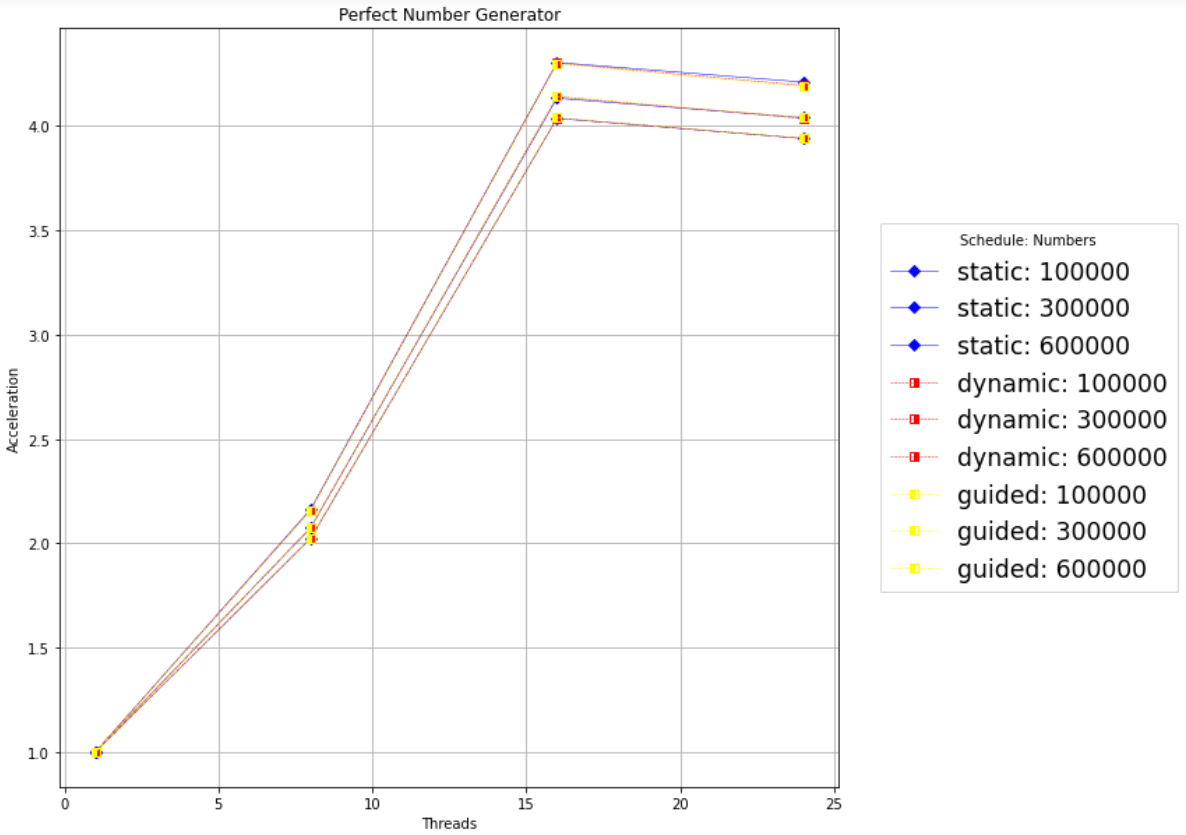 Perfect Number Generator
Acceleration
4.0
3.5
3.0
2.5
2.0
1.5
1.0
0 5 10 15 20 25
Threads
Schedule: Numbers
static: 100000
static: 300000
static: 600000
dynamic: 100000
dynamic: 300000
dynamic: 600000
guided: 100000
guided: 300000
guided: 600000